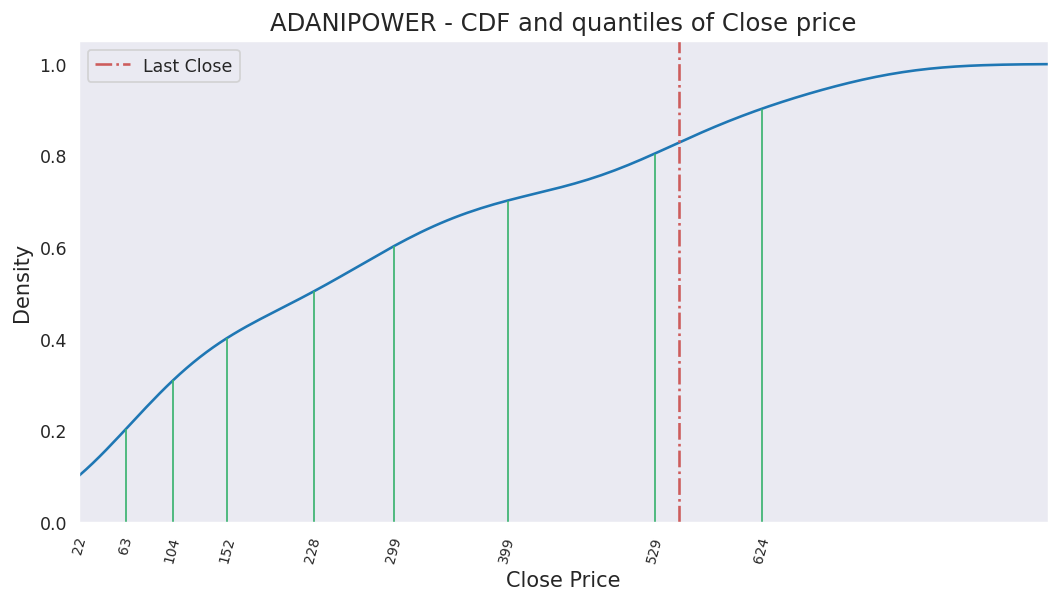 ADANIPOWER - CDF and quantiles of Close price
Last Close
Density
1.0
0.8
0.6
0.4
0.2
0.0
22 63 104 152 228 299 399 529 624
Close Price